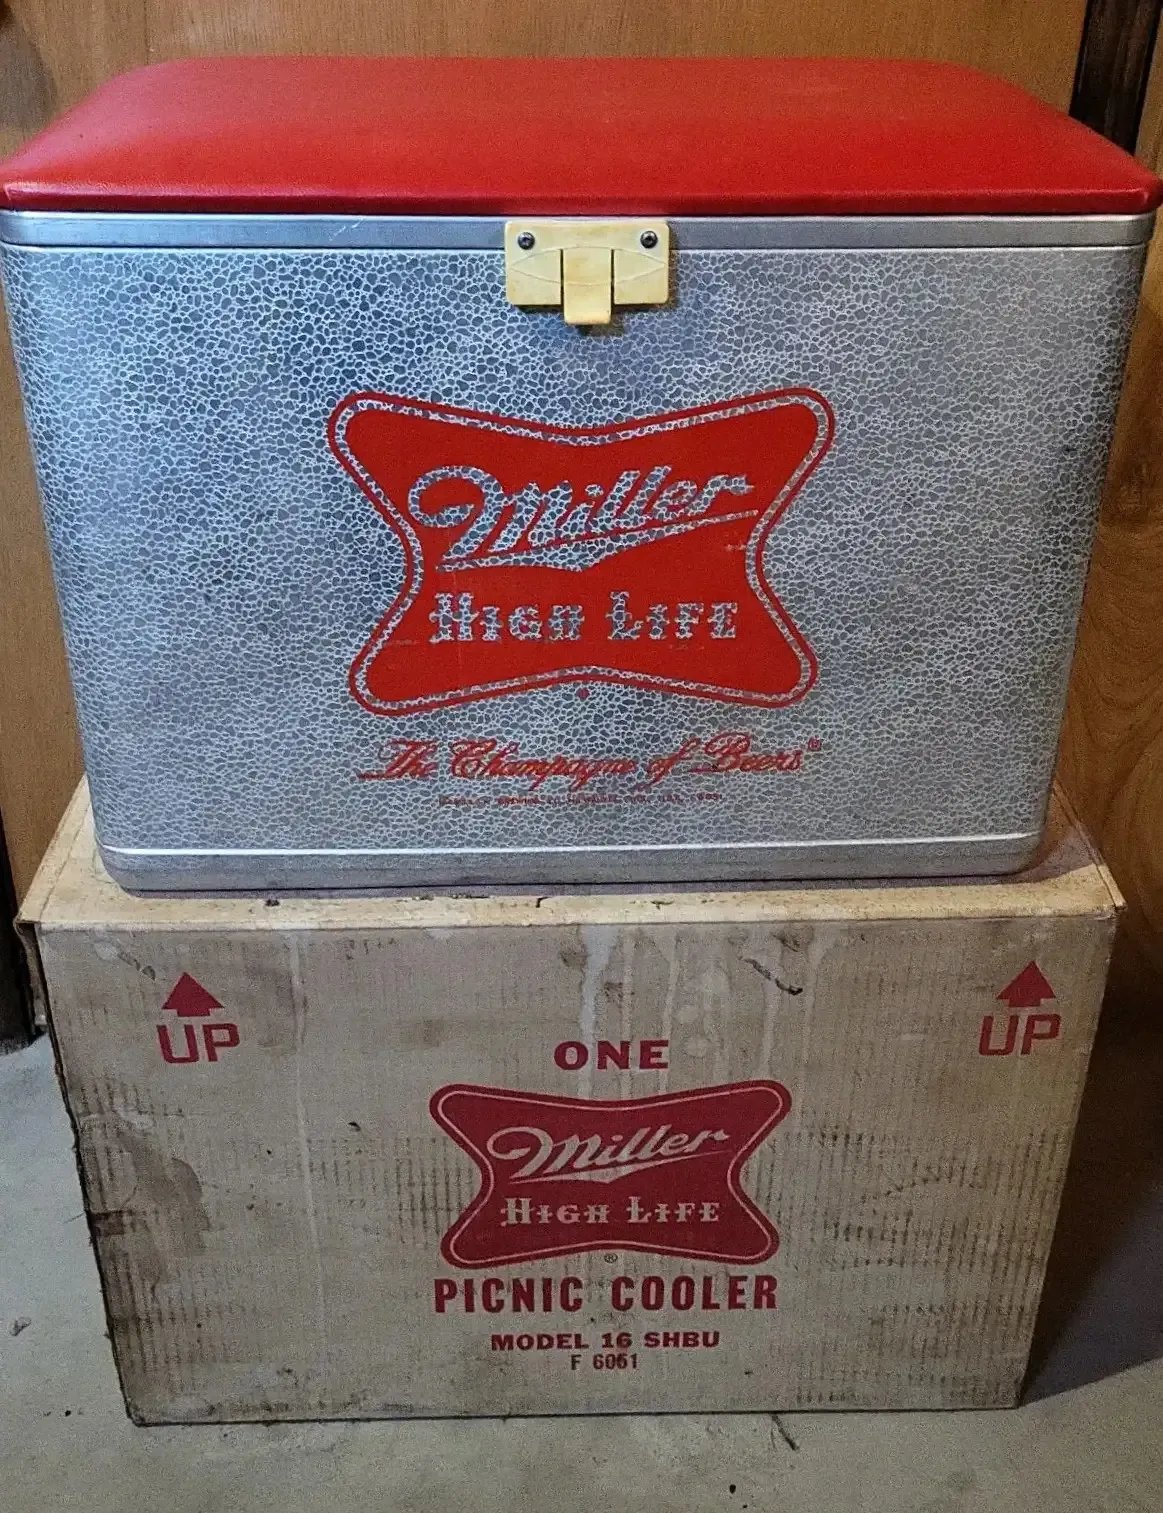 Miller
HIGH LIFE
The Champagne of Beers®
UP
UP
ONE
Miller
HIGH LIFE
®
PICNIC COOLER
MODEL 16 SHBU
F 6061